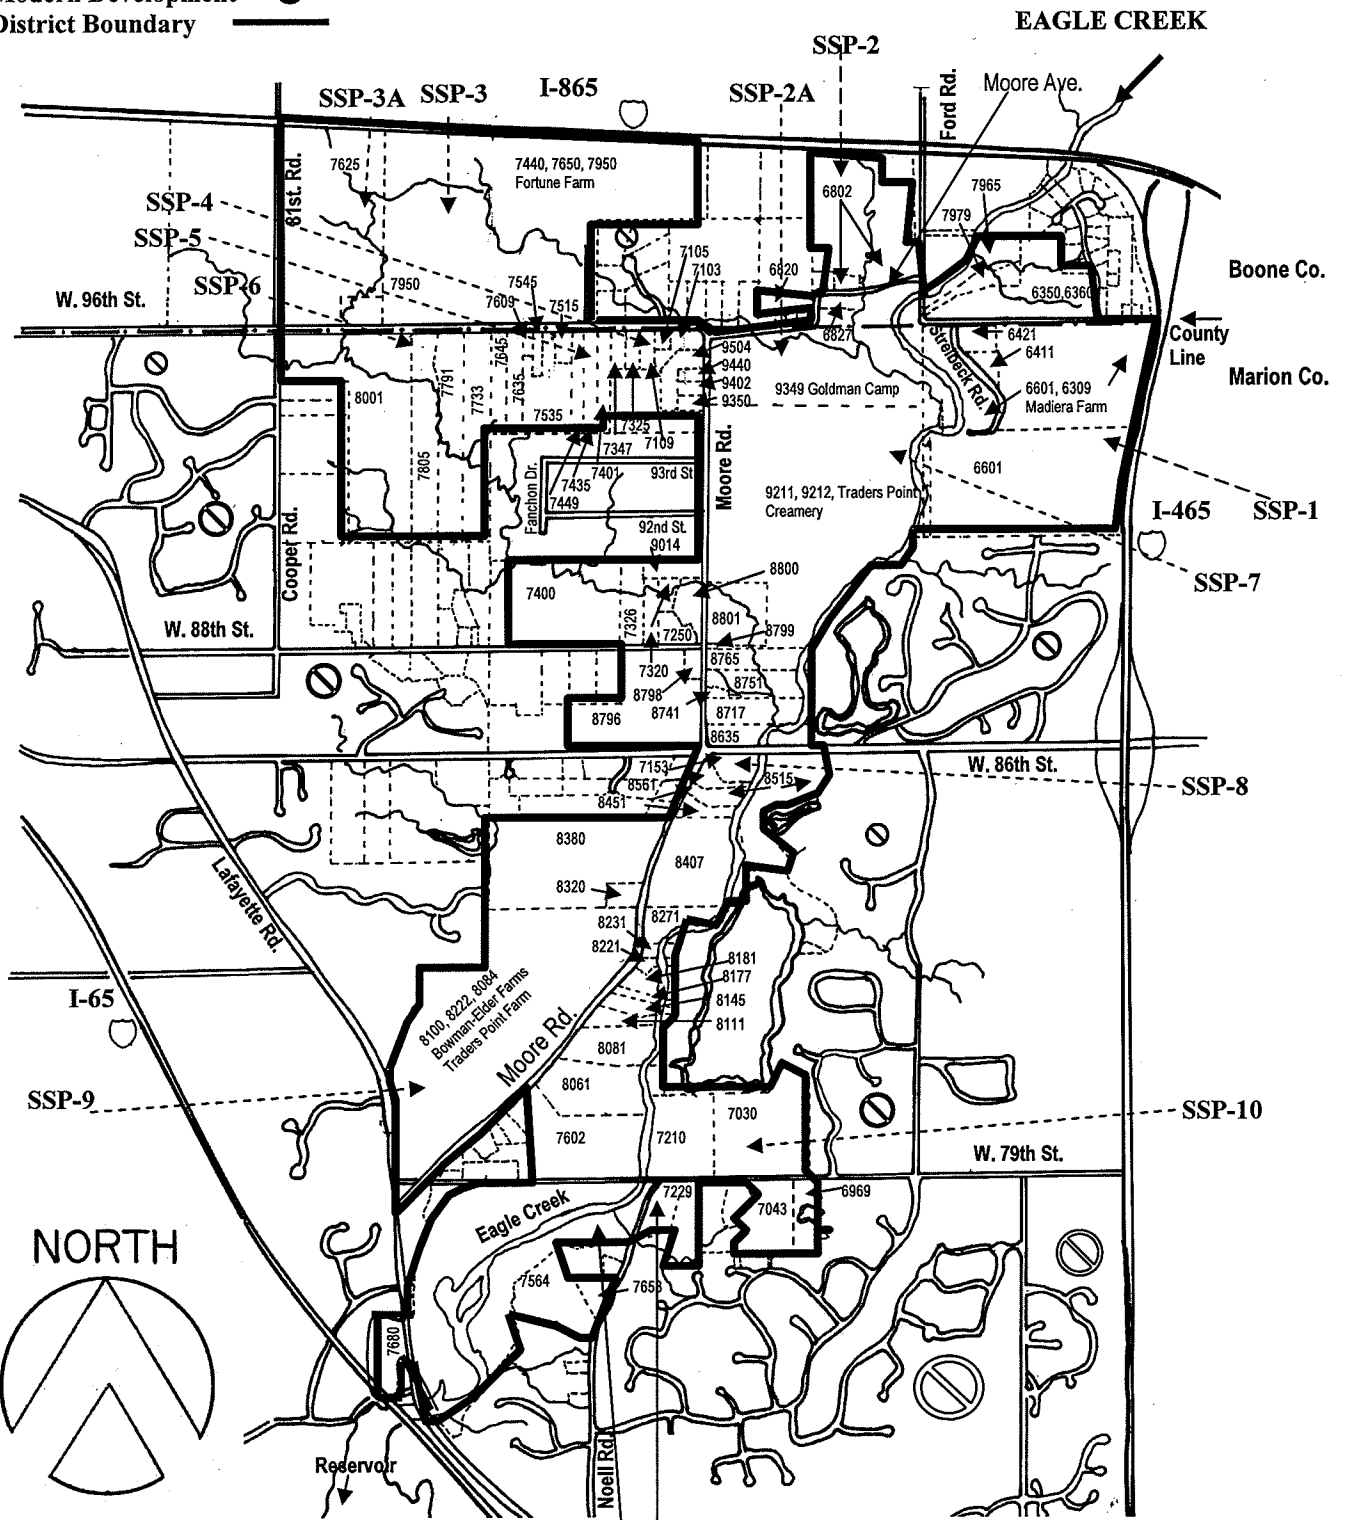 District Boundary
EAGLE CREEK
SSP-2
SSP-3A
SSP-3
I-865
SSP-2A
Ford Rd.
Moore Ave.
81st. Rd.
7625
7440, 7650, 7950
Fortune Farm
6802
7965
7979
SSP-4
SSP-5
SSP-6
7105
7103
6820
Boone Co.
W. 96th St.
7950
7545
7609
7515
6350,6360
6827
6421
6411
County
Line
Streibeck Rd.
9504
9440
9402
9350
7645
7635
7791
7733
8001
9349 Goldman Camp
6601, 6309
Madiera Farm
Marion Co.
7535
7325
7109
7347
7401
7435
7449
7805
Fanchon Dr.
93rd St
92nd St.
9014
Moore Rd.
6601
9211, 9212, Traders Point
Creamery
I-465
SSP-1
SSP-7
Cooper Rd.
7400
7326
8800
8801
8799
7250
7320
W. 88th St.
8765
8751
8798
8741
8717
8796
8635
W. 86th St.
7153
8561
8451
8515
SSP-8
8380
8407
8320
8271
8231
8221
8181
8177
8145
8111
Lafayette Rd.
I-65
8100, 8222, 8084
Bowman-Elder Farms
Traders Point Farm
Moore Rd.
8081
8061
SSP-9
7030
SSP-10
7602
7210
W. 79th St.
7229
6969
7043
Eagle Creek
NORTH
7564
7658
7680
Reservoir
Noell Rd.